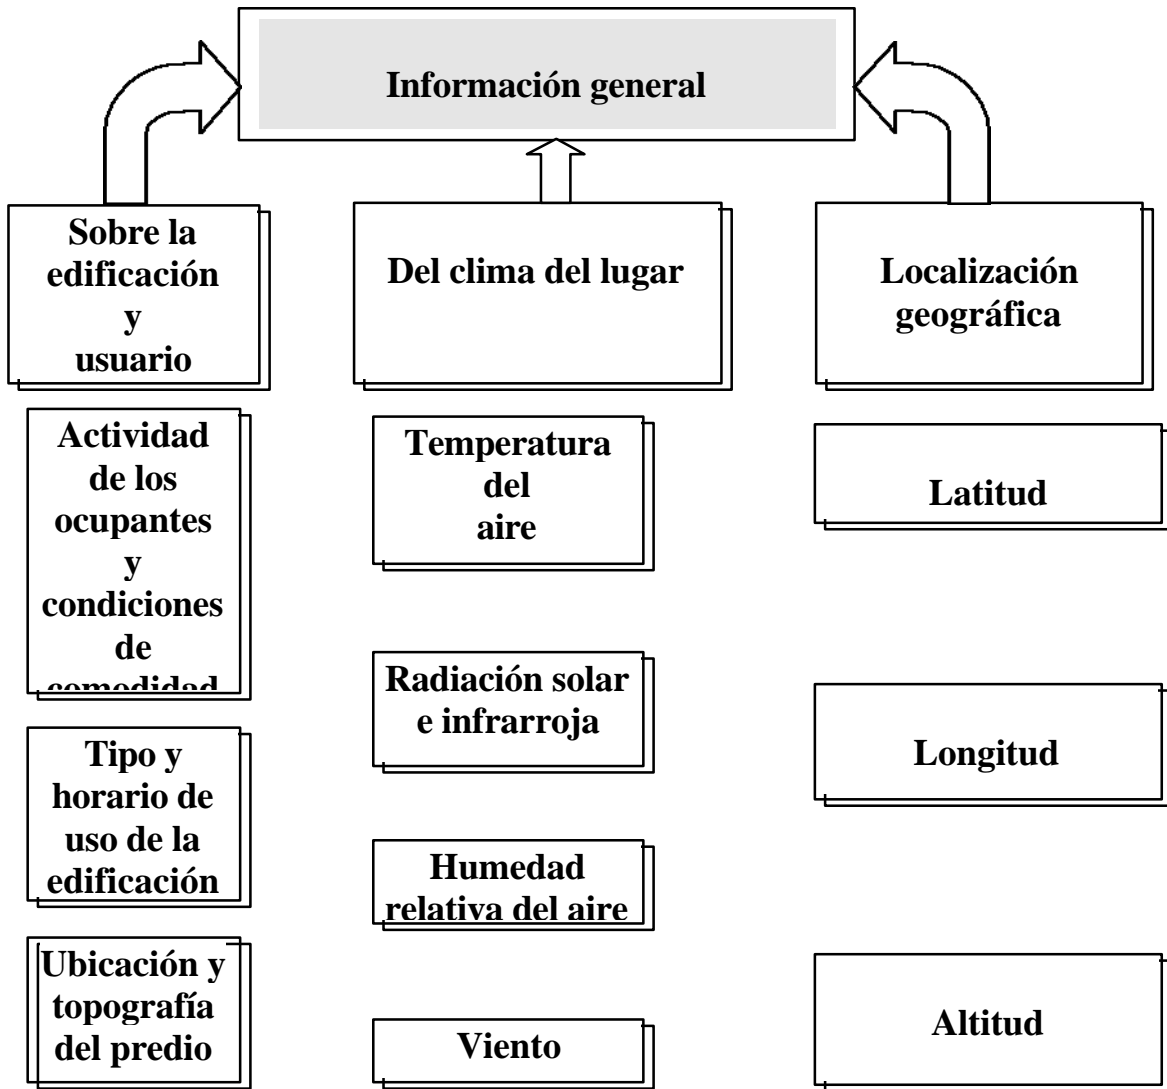 Información general
Sobre la
edificación
y
usuario
Actividad
de los
ocupantes
y
condiciones
de
comodidad
Tipo y
horario de
uso de la
edificación
Ubicación y
topografía
del predio
Del clima del lugar
Temperatura
del
aire
Radiación solar
e infrarroja
Humedad
relativa del aire
Viento
Localización
geográfica
Latitud
Longitud
Altitud